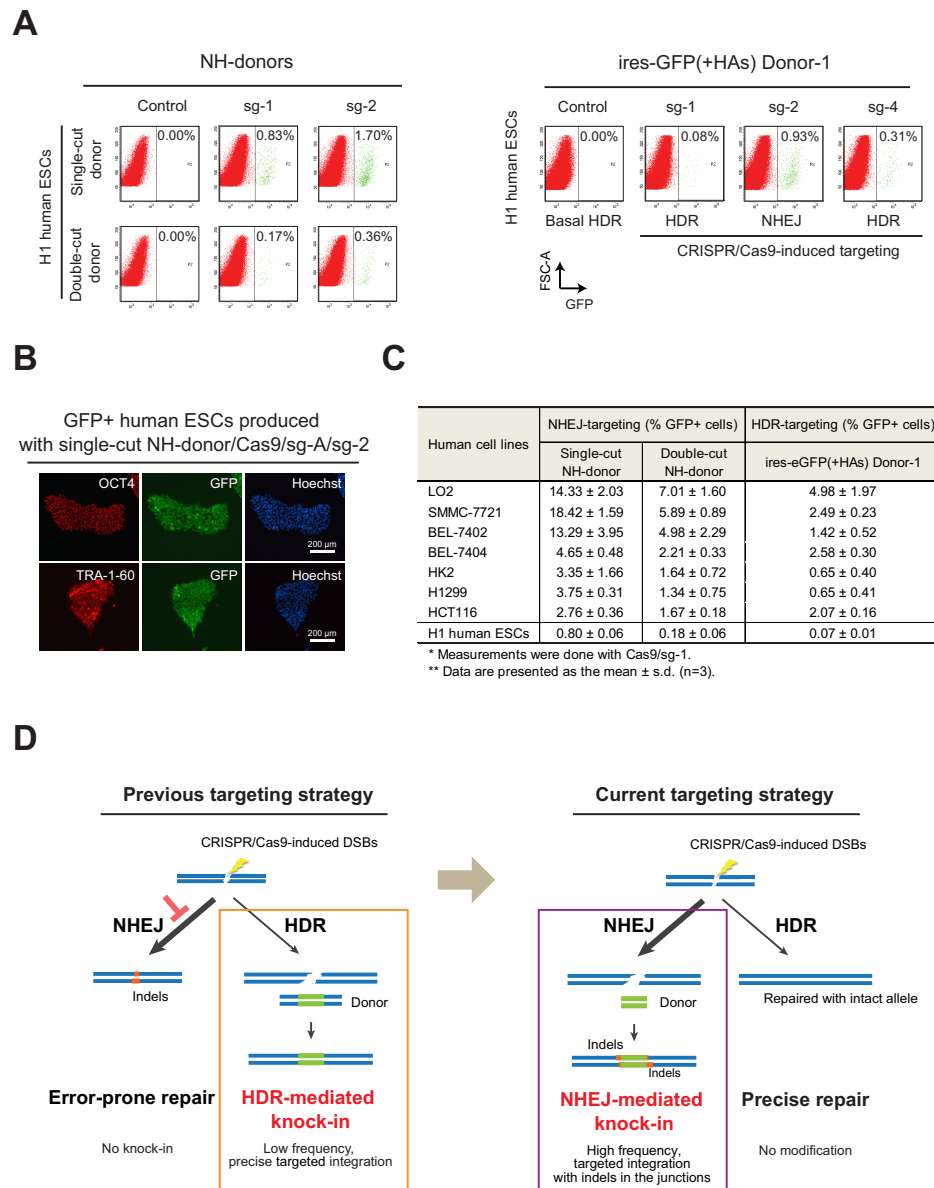 A
NH-donors
Control
sg-1
sg-2
H1 human ESCs
Single-cut
donor
0.00%
0.83%
1.70%
P2
Double-cut
donor
0.00%
0.17%
0.36%
P2
ires-GFP(+HAs) Donor-1
Control
sg-1
sg-2
sg-4
H1 human ESCs
0.00%
0.08%
0.93%
0.31%
P2
Basal HDR
HDR
NHEJ
HDR
CRISPR/Cas9-induced targeting
FSC-A
GFP
B
GFP+ human ESCs produced
with single-cut NH-donor/Cas9/sg-A/sg-2
OCT4
GFP
Hoechst
200 µm
TRA-1-60
GFP
Hoechst
200 µm
C
Human cell lines
NHEJ-targeting (% GFP+ cells)
HDR-targeting (% GFP+ cells)
Single-cut
NH-donor
Double-cut
NH-donor
ires-eGFP(+HAs) Donor-1
LO2 14.33 ± 2.03 7.01 ± 1.60 4.98 ± 1.97
SMMC-7721 18.42 ± 1.59 5.89 ± 0.89 2.49 ± 0.23
BEL-7402 13.29 ± 3.95 4.98 ± 2.29 1.42 ± 0.52
BEL-7404 4.65 ± 0.48 2.21 ± 0.33 2.58 ± 0.30
HK2 3.35 ± 1.66 1.64 ± 0.72 0.65 ± 0.40
H1299 3.75 ± 0.31 1.34 ± 0.75 0.65 ± 0.41
HCT116 2.76 ± 0.36 1.67 ± 0.18 2.07 ± 0.16
H1 human ESCs 0.80 ± 0.06 0.18 ± 0.06 0.07 ± 0.01
* Measurements were done with Cas9/sg-1.
** Data are presented as the mean ± s.d. (n=3).
D
Previous targeting strategy
CRISPR/Cas9-induced DSBs
NHEJ
HDR
Indels
Donor
Error-prone repair
No knock-in
HDR-mediated
knock-in
Low frequency,
precise targeted integration
Current targeting strategy
CRISPR/Cas9-induced DSBs
NHEJ
HDR
Donor
Repaired with intact allele
Indels
Indels
NHEJ-mediated
knock-in
High frequency,
targeted integration
with indels in the junctions
Precise repair
No modification